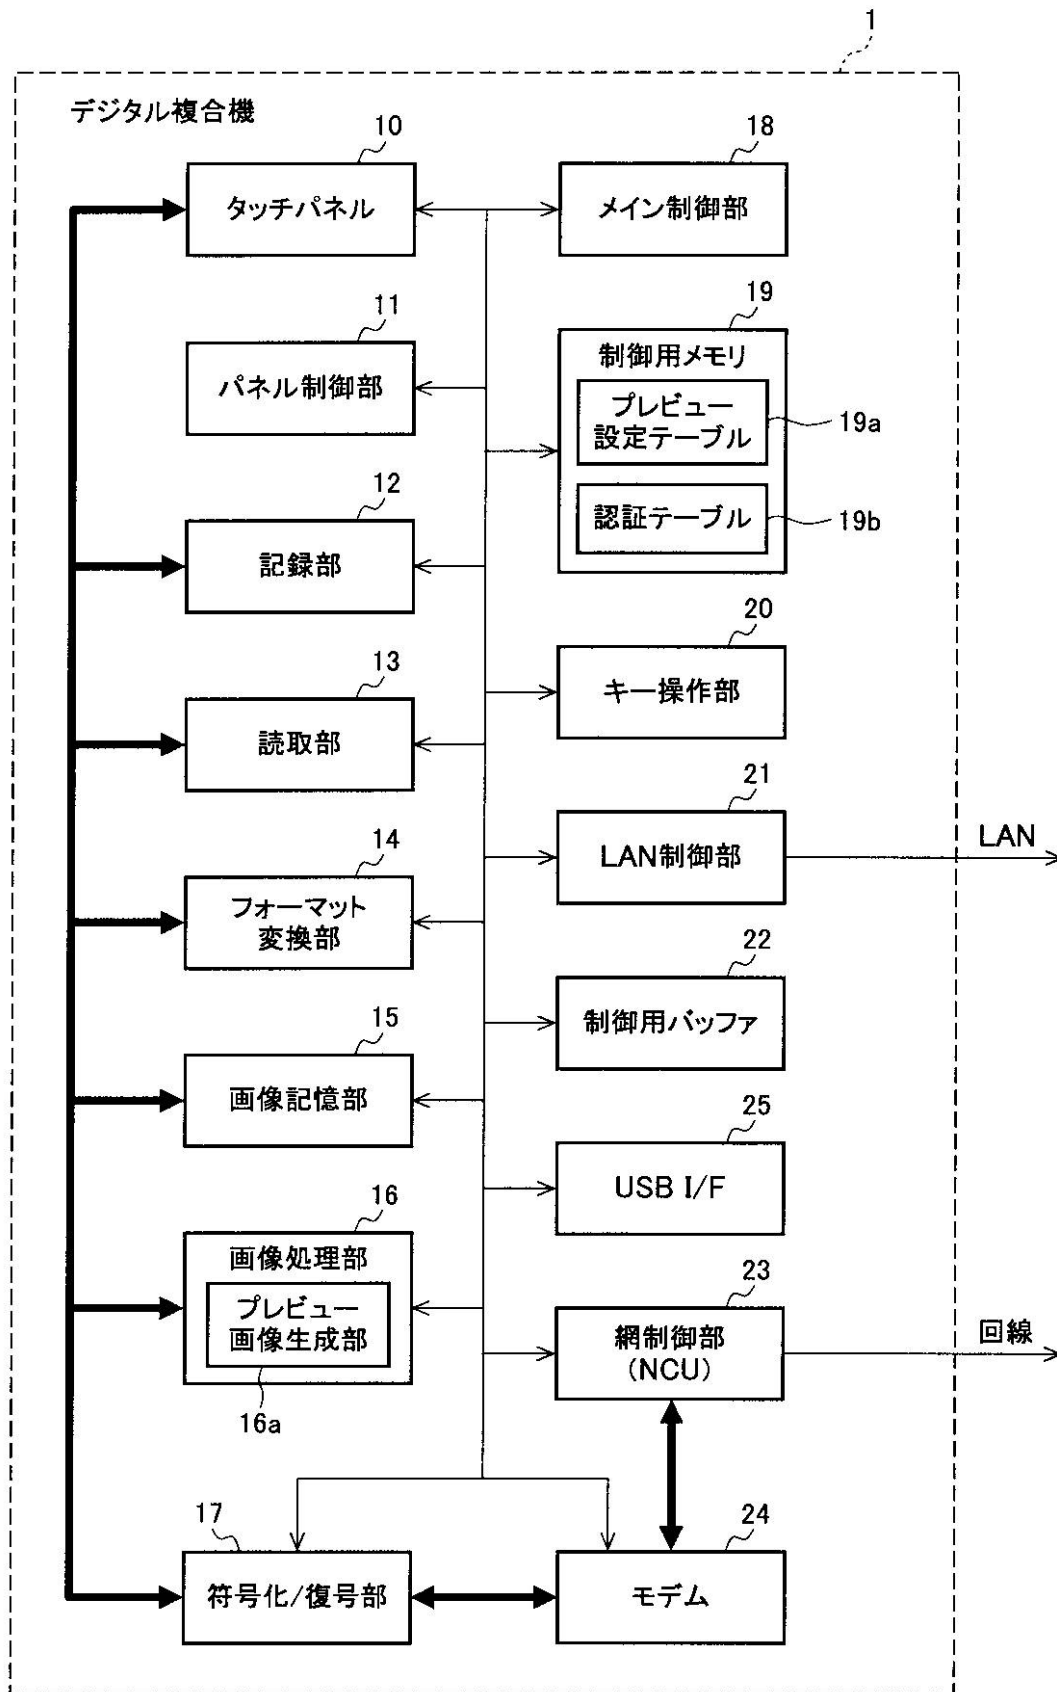 1
デジタル複合機
10
タッチパネル
18
メイン制御部
11
パネル制御部
19
制御用メモリ
プレビュー
設定テーブル
19a
認証テーブル
19b
12
記録部
20
キー操作部
13
読取部
21
LAN制御部
LAN
14
フォーマット
変換部
22
制御用バッファ
15
画像記憶部
25
USB I/F
16
画像処理部
プレビュー
画像生成部
16a
23
網制御部
(NCU)
回線
17
符号化/復号部
24
モデム